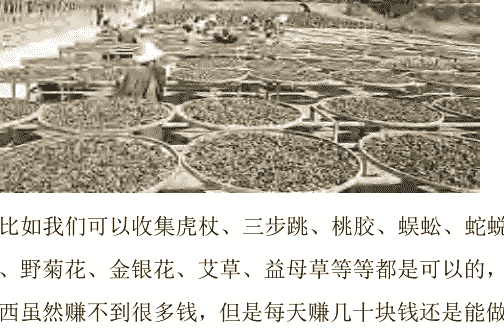 比如我们可以收集虎杖、三步跳、桃胶、蜈蚣、蛇蜕
、野菊花、金银花、艾草、益母草等等都是可以的，
西虽然赚不到很多钱，但是每天赚几十块钱还是能做